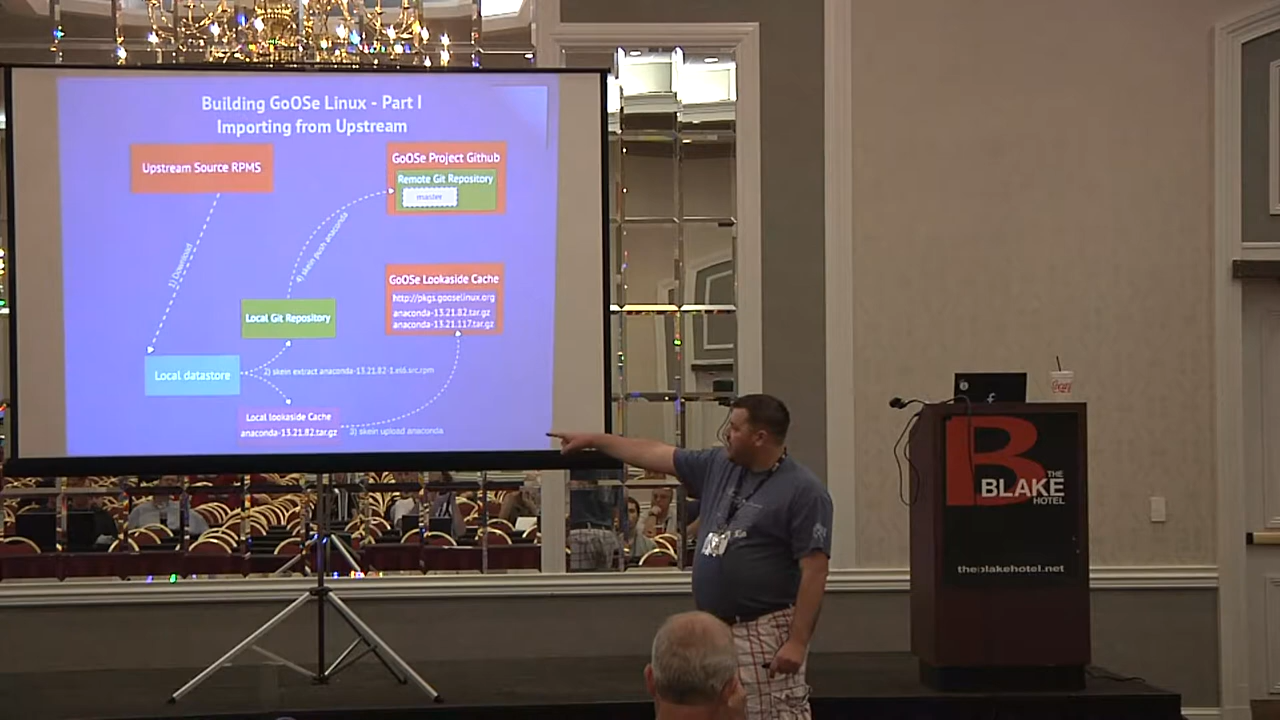 Building GoOSe Linux - Part I
Importing from Upstream
Upstream Source RPMS
GoOSe Project Github
Remote Git Repository
master
1) Download
4) skein push anaconda
GoOSe Lookaside Cache
http://pkgs.gooselinux.org
anaconda-13.21.82.tar.gz
anaconda-13.21.117.tar.gz
Local Git Repository
Local datastore
2) skein extract anaconda-13.21.82-1.el6.src.rpm
Local lookaside Cache
anaconda-13.21.82.tar.gz
3) skein upload anaconda
B
THE
BLAKE
HOTEL
theblakehotel.net